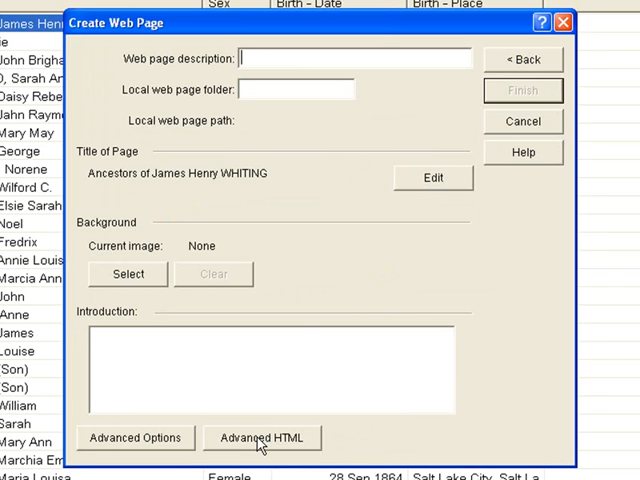 Sex Birth - Date Birth - Place
James Henr
Create Web Page
ie
John Brigha
Web page description:
< Back
O, Sarah An
Daisy Rebe
Local web page folder:
Finish
John Raym
Local web page path:
Cancel
Mary May
George
Title of Page
Help
Norene
Ancestors of James Henry WHITING
Edit
Wilford C.
Elsie Sarah
Noel
Background
Fredrix
Current image: None
Annie Louis
Select Clear
Marcia Ann
John
Anne
Introduction:
James
Louise
(Son)
(Son)
William
Sarah
Advanced Options Advanced HTML
Mary Ann
Marchia Em
Maria Louisa Female 28 Sep 1864 Salt Lake City, Salt La